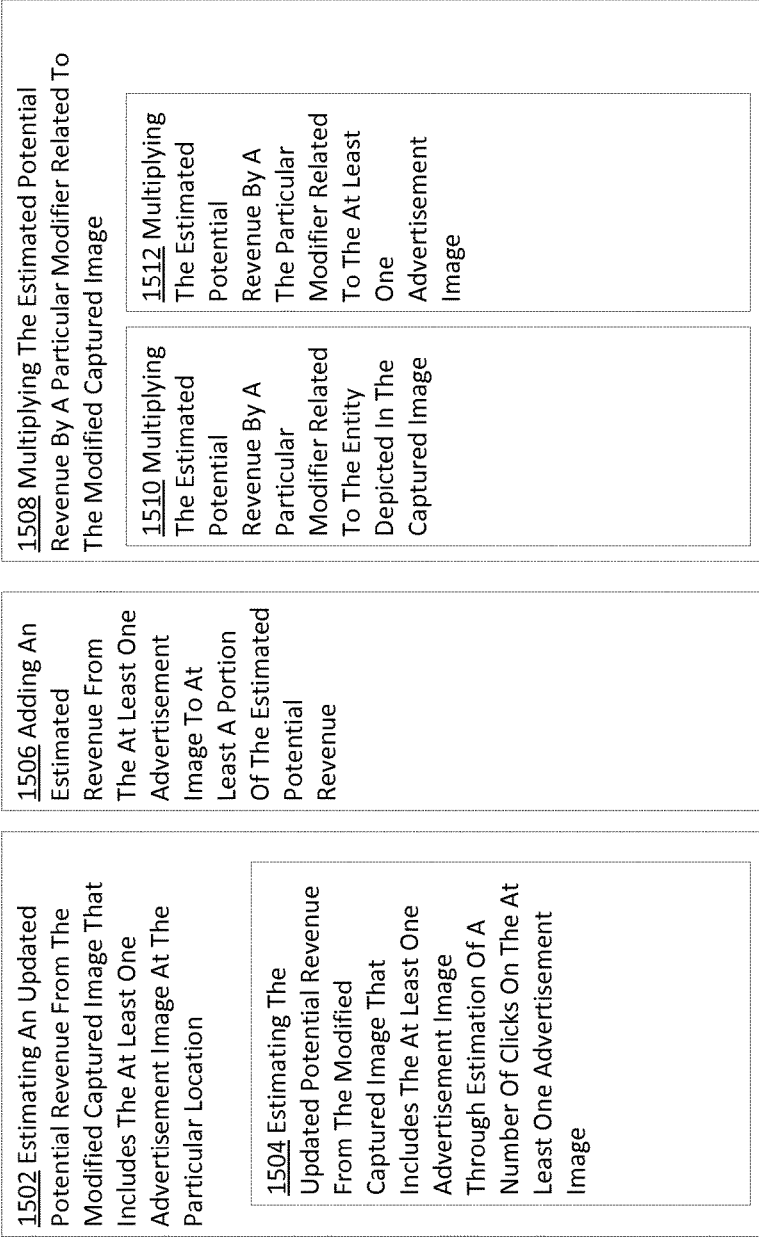 1502 Estimating An Updated
Potential Revenue From The
Modified Captured Image That
Includes The At Least One
Advertisement Image At The
Particular Location
1504 Estimating The
Updated Potential Revenue
From The Modified
Captured Image That
Includes The At Least One
Advertisement Image
Through Estimation Of A
Number Of Clicks On The At
Least One Advertisement
Image
1506 Adding An
Estimated
Revenue From
The At Least One
Advertisement
Image To At
Least A Portion
Of The Estimated
Potential
Revenue
1508 Multiplying The Estimated Potential
Revenue By A Particular Modifier Related To
The Modified Captured Image
1510 Multiplying
The Estimated
Potential
Revenue By A
Particular
Modifier Related
To The Entity
Depicted In The
Captured Image
1512 Multiplying
The Estimated
Potential
Revenue By A
The Particular
Modifier Related
To The At Least
One
Advertisement
Image